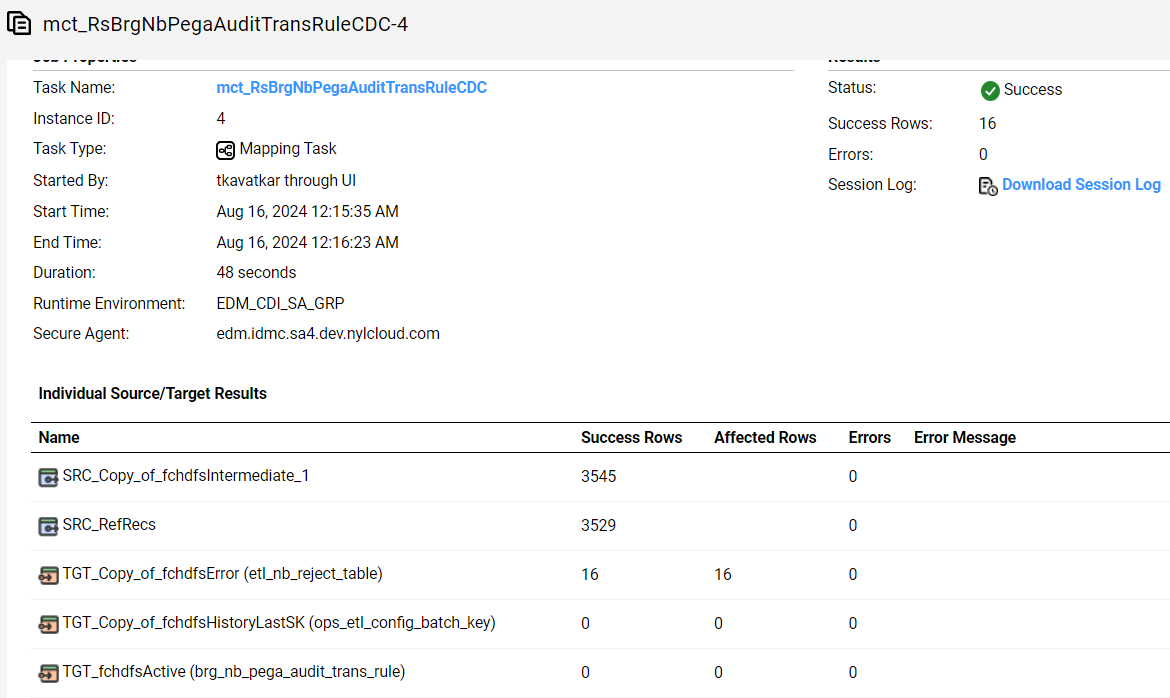 mct_RsBrgNbPegaAuditTransRuleCDC-4
Job Properties
Results
Task Name: mct_RsBrgNbPegaAuditTransRuleCDC
Status: Success
Instance ID: 4
Success Rows: 16
Task Type: Mapping Task
Errors: 0
Started By: tkavatkar through UI
Session Log: Download Session Log
Start Time: Aug 16, 2024 12:15:35 AM
End Time: Aug 16, 2024 12:16:23 AM
Duration: 48 seconds
Runtime Environment: EDM_CDI_SA_GRP
Secure Agent: edm.idmc.sa4.dev.nylcloud.com
Individual Source/Target Results
Name Success Rows Affected Rows Errors Error Message
SRC_Copy_of_fchdfsIntermediate_1 3545 0
SRC_RefRecs 3529 0
TGT_Copy_of_fchdfsError (etl_nb_reject_table) 16 16 0
TGT_Copy_of_fchdfsHistoryLastSK (ops_etl_config_batch_key) 0 0 0
TGT_fchdfsActive (brg_nb_pega_audit_trans_rule) 0 0 0